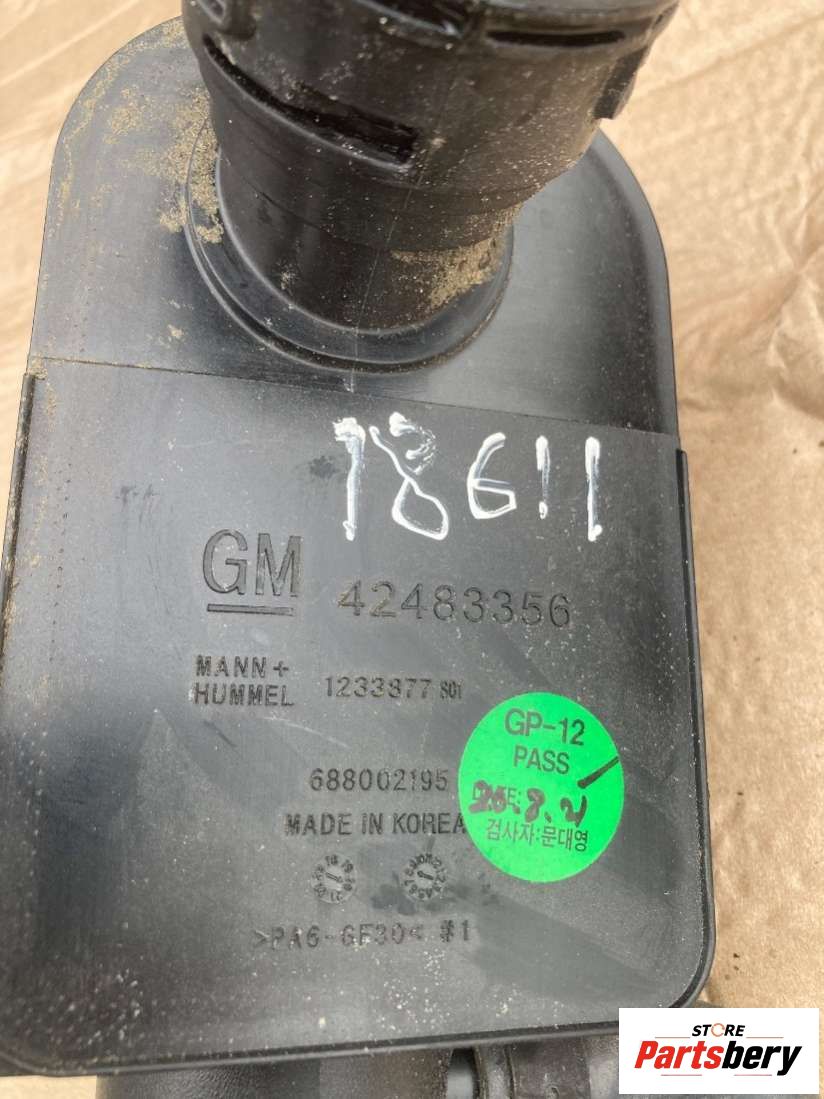 18611
GM 42483356
MANN+
HUMMEL 1233377 801
688002195
MADE IN KOREA
>PA6-GF30< #1
GP-12
PASS
검사자:문대영
STORE
Partsbery